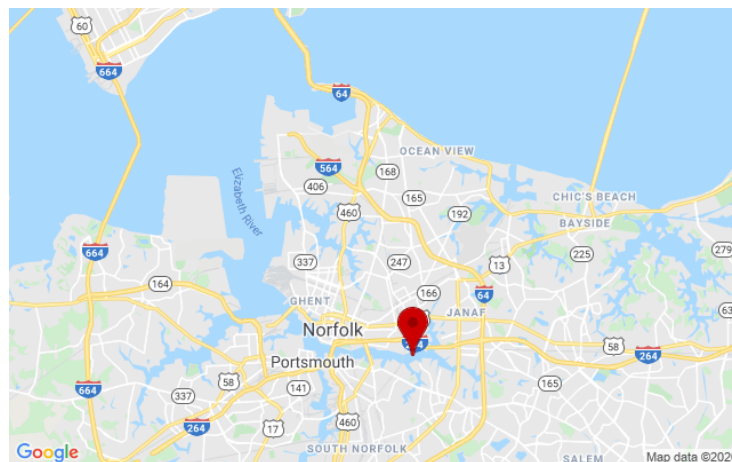 60
664
64
OCEAN VIEW
564
168
406
165
Elizabeth River
CHIC'S BEACH
460
192
BAYSIDE
664
337
247
13
225
279
164
GHENT
166
64
JANAF
63
Norfolk
264
58
264
Portsmouth
58
141
165
664
337
264
17
460
SOUTH NORFOLK
SALEM
Google
Map data ©2020